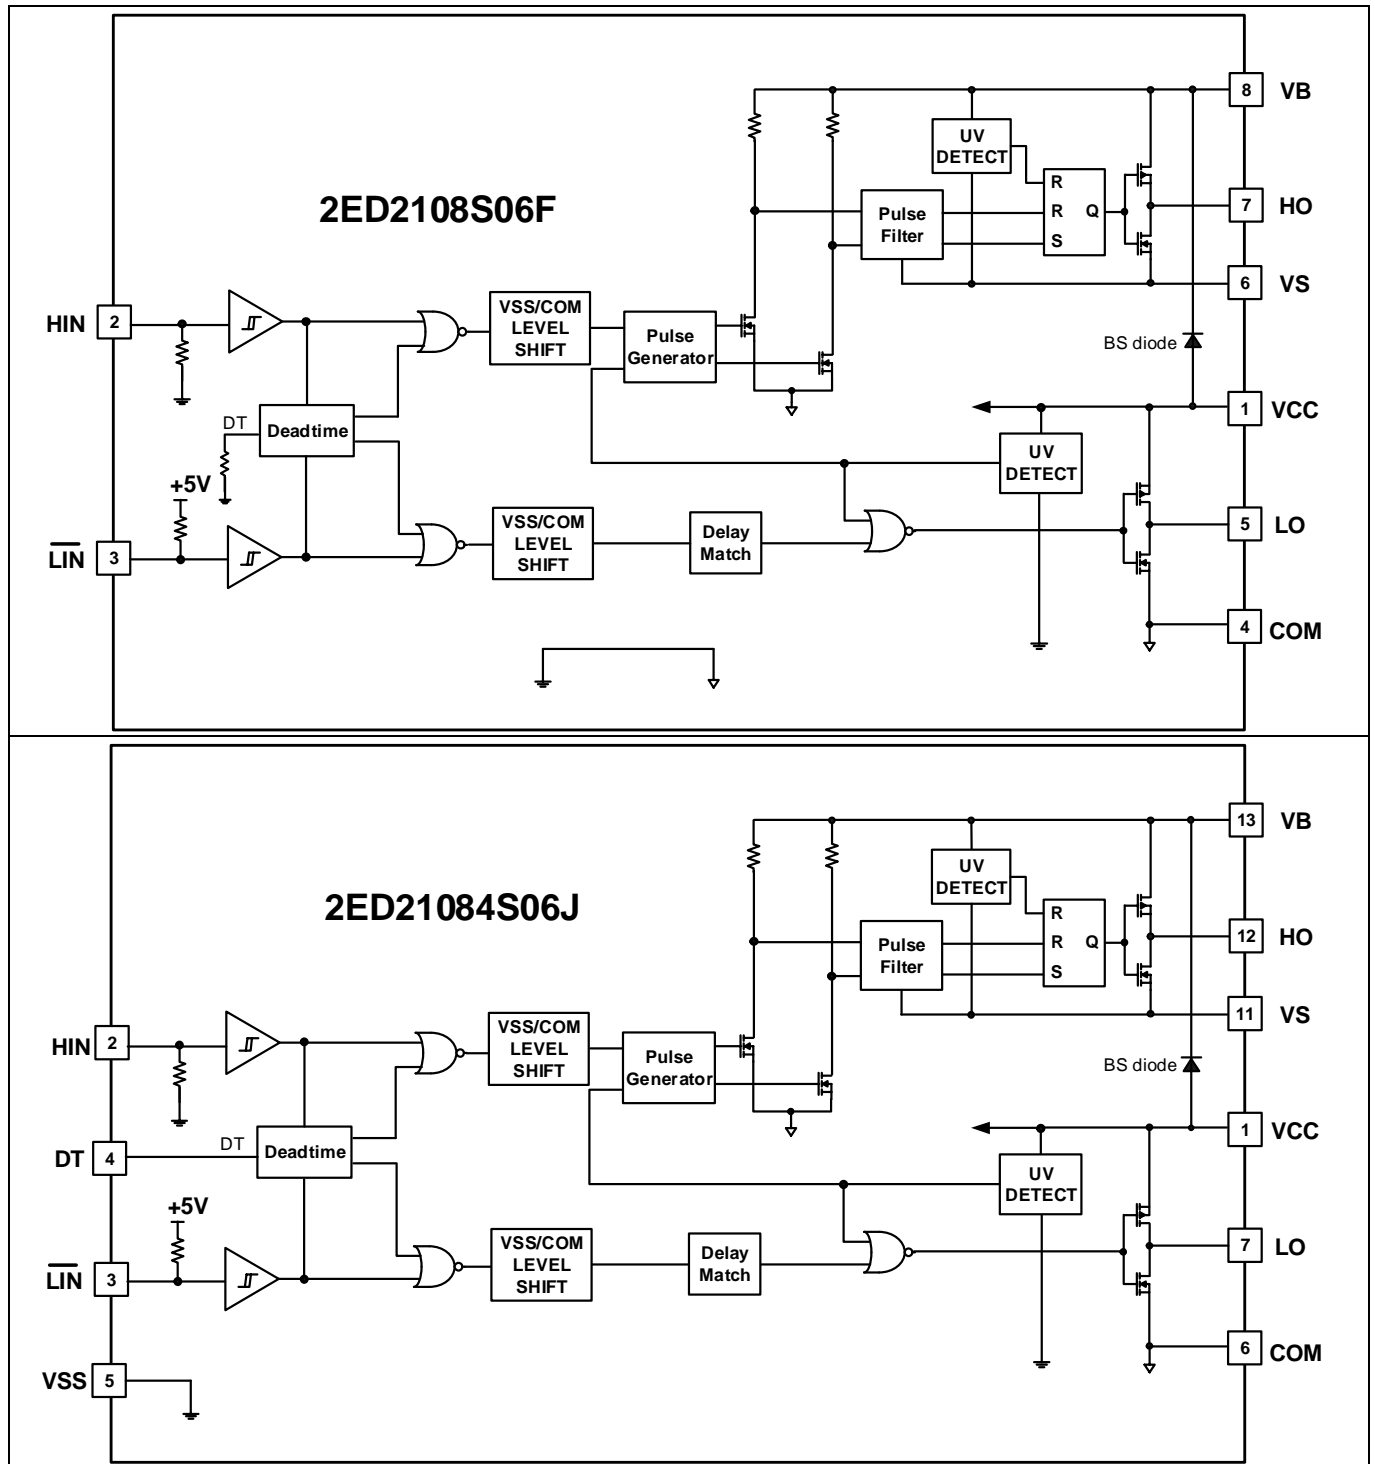 2ED2108S06F
8
VB
UV
DETECT
R
R
Q
S
Pulse
Filter
7
HO
6
VS
HIN
2
VSS/COM
LEVEL
SHIFT
Pulse
Generator
BS diode
DT
Deadtime
1
VCC
UV
DETECT
+5V
LIN
3
VSS/COM
LEVEL
SHIFT
Delay
Match
5
LO
4
COM
2ED21084S06J
13
VB
UV
DETECT
R
R
Q
S
Pulse
Filter
12
HO
11
VS
HIN
2
VSS/COM
LEVEL
SHIFT
Pulse
Generator
BS diode
DT
4
DT
Deadtime
1
VCC
UV
DETECT
+5V
LIN
3
VSS/COM
LEVEL
SHIFT
Delay
Match
7
LO
6
COM
VSS
5